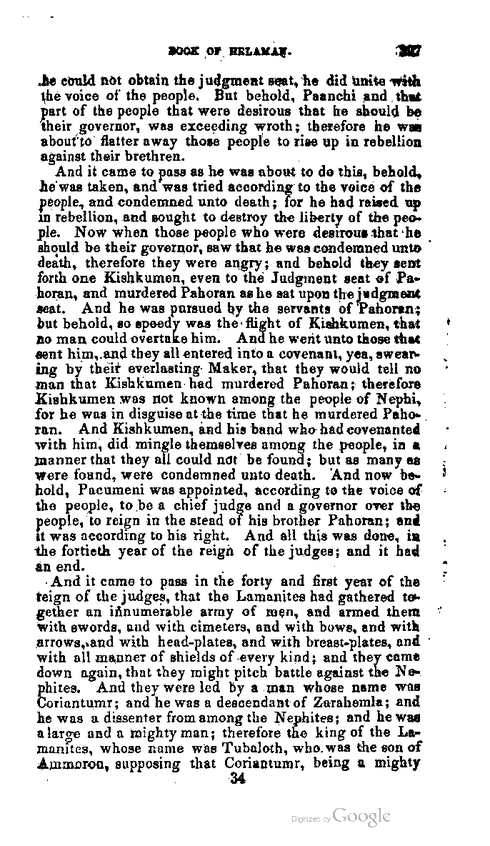 BOOK OF HELAMAN. 397
he could not obtain the judgment seat, he did unite with
the voice of the people. But behold, Paanchi and that
part of the people that were desirous that he should be
their governor, was exceeding wroth; therefore he was
about to flatter away those people to rise up in rebellion
against their brethren.
And it came to pass as he was about to do this, behold,
he was taken, and was tried according to the voice of the
people, and condemned unto death; for he had raised up
in rebellion, and sought to destroy the liberty of the peo-
ple. Now when those people who were desirous that he
should be their governor, saw that he was condemned unto
death, therefore they were angry; and behold they sent
forth one Kishkumen, even to the Judgment seat of Pa-
horan, and murdered Pahoran as he sat upon the judgment
seat. And he was pursued by the servants of Pahoran;
but behold, so speedy was the flight of Kishkumen, that
no man could overtake him. And he went unto those that
sent him, and they all entered into a covenant, yea, swear-
ing by their everlasting Maker, that they would tell no
man that Kishkumen had murdered Pahoran; therefore
Kishkumen was not known among the people of Nephi,
for he was in disguise at the time that he murdered Paho-
ran. And Kishkumen, and his band who had covenanted
with him, did mingle themselves among the people, in a
manner that they all could not be found; but as many as
were found, were condemned unto death. And now be-
hold, Pacumeni was appointed, according to the voice of
the people, to be a chief judge and a governor over the
people, to reign in the stead of his brother Pahoran; and
it was according to his right. And all this was done, in
the fortieth year of the reign of the judges; and it had
an end.
And it came to pass in the forty and first year of the
reign of the judges, that the Lamanites had gathered to-
gether an innumerable army of men, and armed them
with swords, and with cimeters, and with bows, and with
arrows, and with head-plates, and with breast-plates, and
with all manner of shields of every kind; and they came
down again, that they might pitch battle against the Ne-
phites. And they were led by a man whose name was
Coriantumr; and he was a descendant of Zarahemla; and
he was a dissenter from among the Nephites; and he was
a large and a mighty man; therefore the king of the La-
manites, whose name was Tubaloth, who was the son of
Ammoron, supposing that Coriantumr, being a mighty
34
Digitized by Google